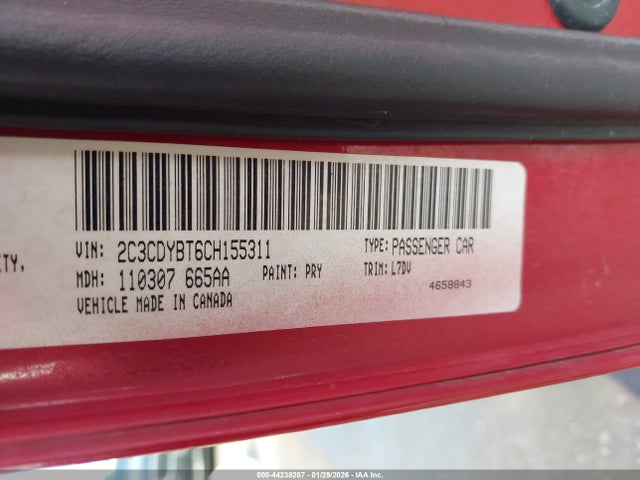 ITY,
VIN: 2C3CDYBT6CH155311 TYPE: PASSENGER CAR
MDH: 110307 665AA PAINT: PRY TRIM: L7DV
VEHICLE MADE IN CANADA 4658843
000-44238287 - 01/29/2026 - IAA Inc.